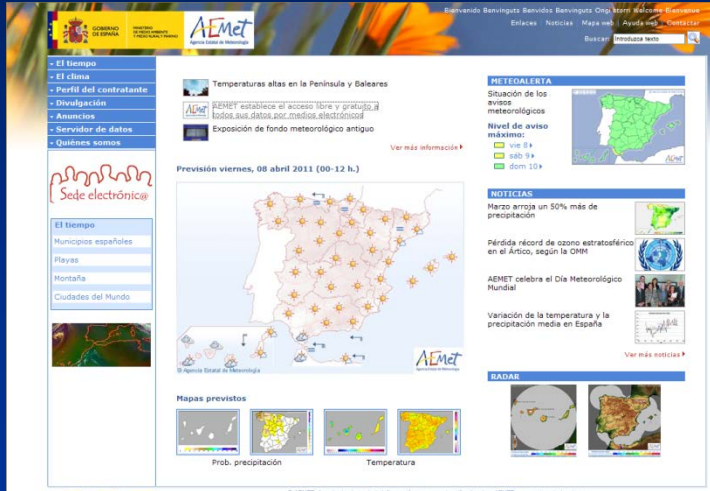 Bienvenido Benvinguts Benvidos Benvinguts Ongi etorri Welcome Bienvenue
Enlaces Noticias Mapa web Ayuda web Contactar
Buscar: Introduzca texto
GOBIERNO DE ESPAÑA
MINISTERIO DE MEDIO AMBIENTE Y MEDIO RURAL Y MARINO
AEMet
Agencia Estatal de Meteorología
El tiempo
El clima
Perfil del contratante
Divulgación
Anuncios
Servidor de datos
Quiénes somos
Sede electrónic@
El tiempo
Municipios españoles
Playas
Montaña
Ciudades del Mundo
Temperaturas altas en la Península y Baleares
AEMet
AEMET establece el acceso libre y gratuito a
todos sus datos por medios electrónicos
Exposición de fondo meteorológico antiguo
Ver más información
Previsión viernes, 08 abril 2011 (00-12 h.)
© Agencia Estatal de Meteorología
AEMet
Agencia Estatal de Meteorología
Mapas previstos
Prob. precipitación
Temperatura
METEOALERTA
Situación de los
avisos
meteorológicos
Nivel de aviso
máximo:
vie 8
sáb 9
dom 10
AEMet
NOTICIAS
Marzo arroja un 50% más de
precipitación
Pérdida récord de ozono estratosférico
en el Ártico, según la OMM
AEMET celebra el Día Meteorológico
Mundial
Variación de la temperatura y la
precipitación media en España
Ver más noticias
RADAR